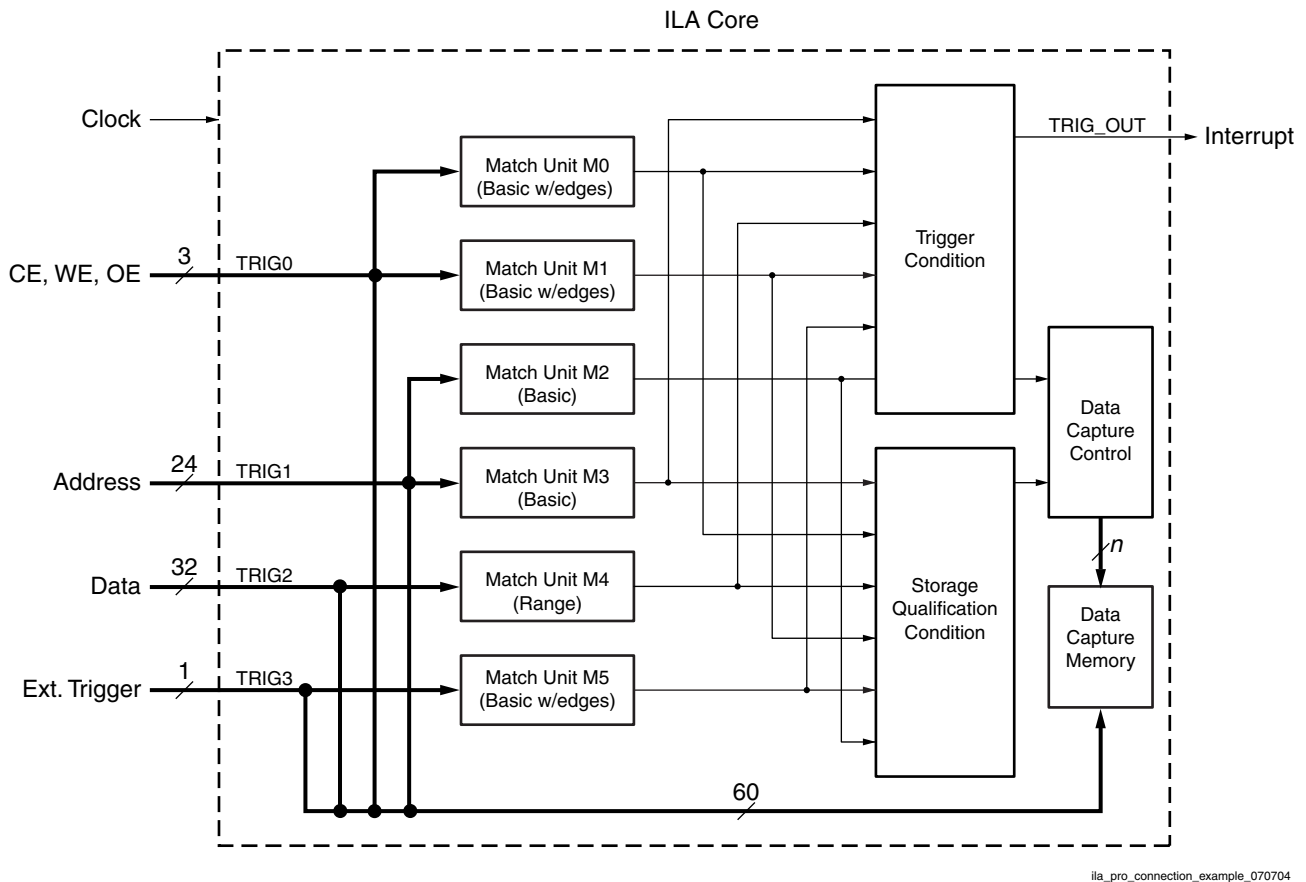 ILA Core
Clock
TRIG_OUT
Interrupt
Match Unit M0
(Basic w/edges)
Trigger
Condition
3
CE, WE, OE
TRIG0
Match Unit M1
(Basic w/edges)
Match Unit M2
(Basic)
Data
Capture
Control
24
Address
TRIG1
Match Unit M3
(Basic)
n
32
Data
TRIG2
Match Unit M4
(Range)
Storage
Qualification
Condition
Data
Capture
Memory
1
Ext. Trigger
TRIG3
Match Unit M5
(Basic w/edges)
60
ila_pro_connection_example_070704